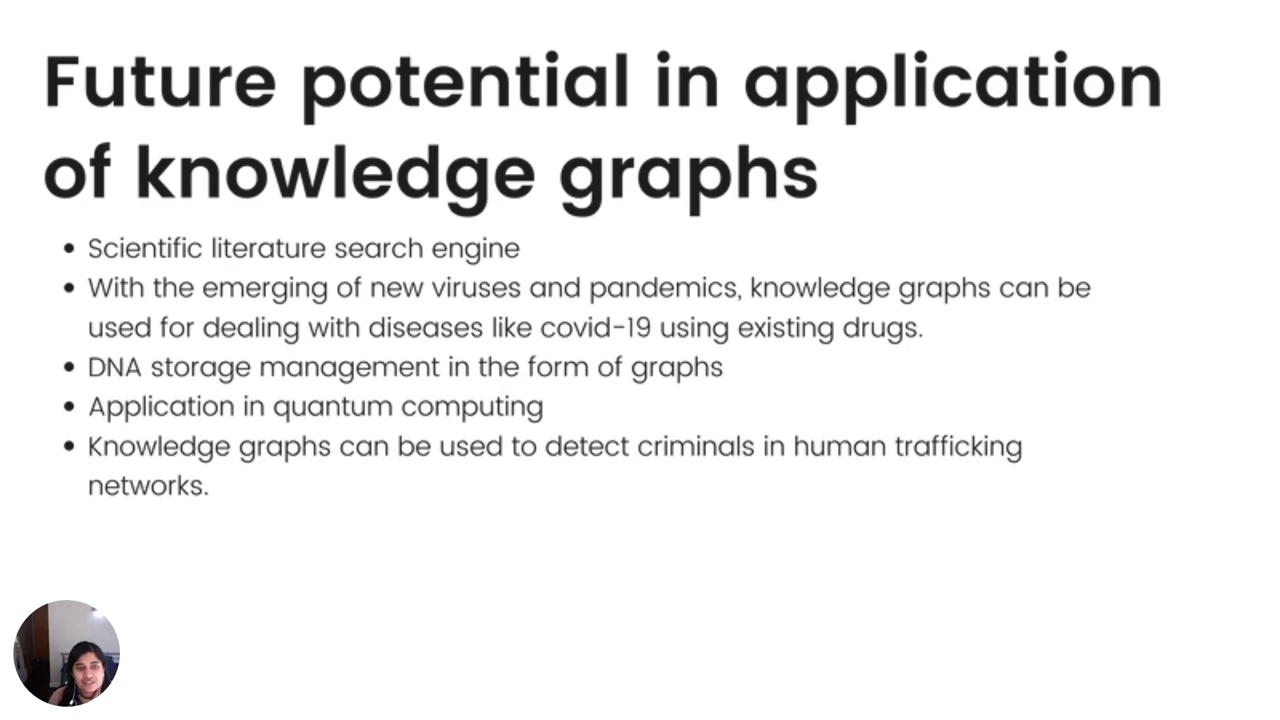 Future potential in application
of knowledge graphs
• Scientific literature search engine
• With the emerging of new viruses and pandemics, knowledge graphs can be
used for dealing with diseases like covid-19 using existing drugs.
• DNA storage management in the form of graphs
• Application in quantum computing
• Knowledge graphs can be used to detect criminals in human trafficking
networks.